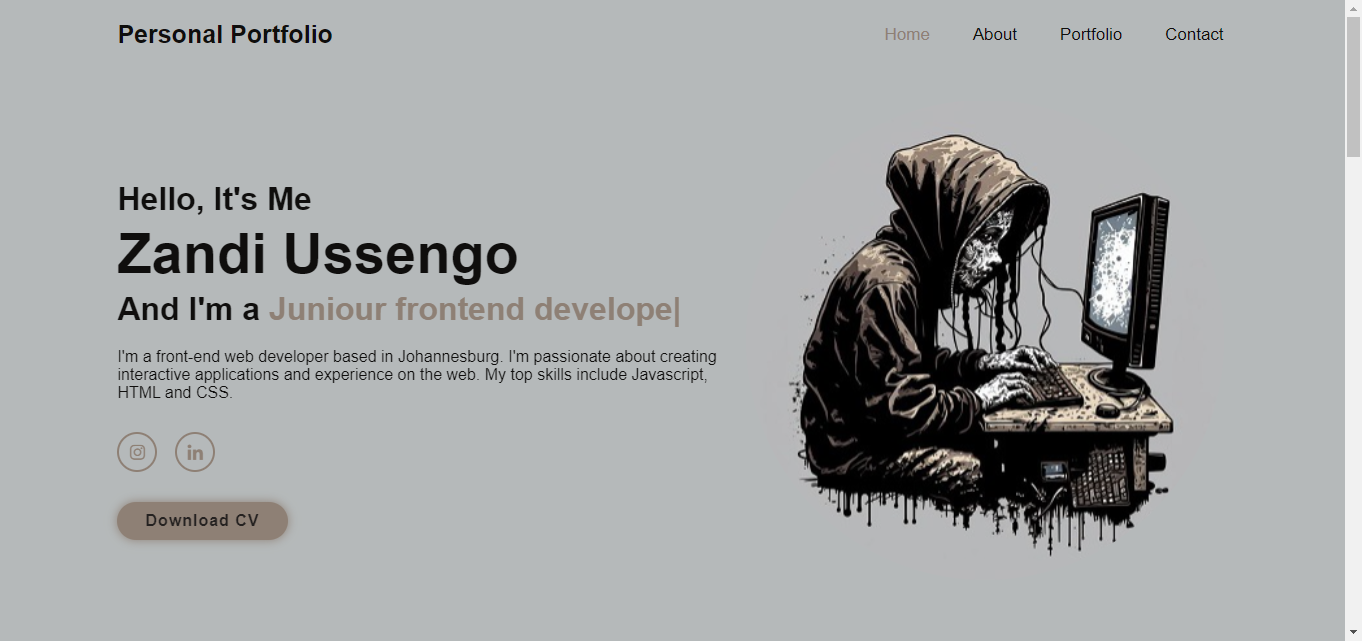 Personal Portfolio
Home About Portfolio Contact
Hello, It's Me
Zandi Ussengo
And I'm a Juniour frontend develope|
I'm a front-end web developer based in Johannesburg. I'm passionate about creating
interactive applications and experience on the web. My top skills include Javascript,
HTML and CSS.
in
Download CV